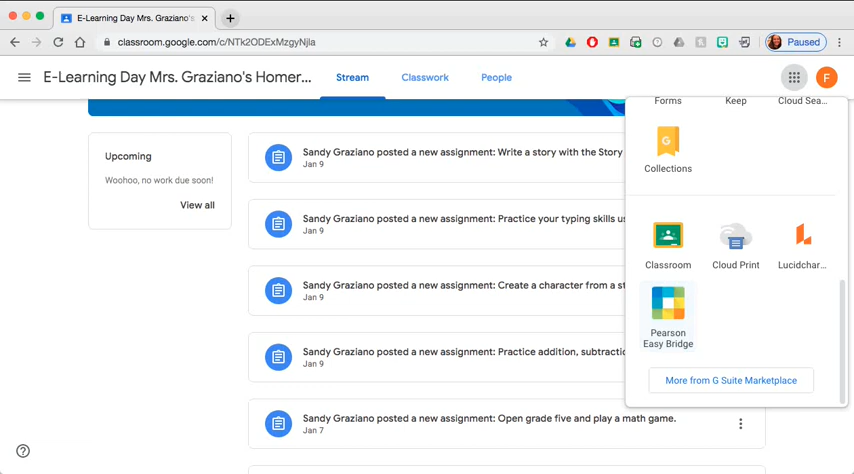 E-Learning Day Mrs. Graziano's
classroom.google.com/c/NTk2ODExMzgyNjla
Paused
E-Learning Day Mrs. Graziano's Homer...
Stream
Classwork
People
F
Forms
Keep
Cloud Sea...
Upcoming
Woohoo, no work due soon!
View all
Sandy Graziano posted a new assignment: Write a story with the Story
Jan 9
Collections
Sandy Graziano posted a new assignment: Practice your typing skills us
Jan 9
Classroom
Cloud Print
Lucidchar...
Sandy Graziano posted a new assignment: Create a character from a st
Jan 9
Pearson
Easy Bridge
Sandy Graziano posted a new assignment: Practice addition, subtractic
Jan 9
More from G Suite Marketplace
Sandy Graziano posted a new assignment: Open grade five and play a math game.
Jan 7